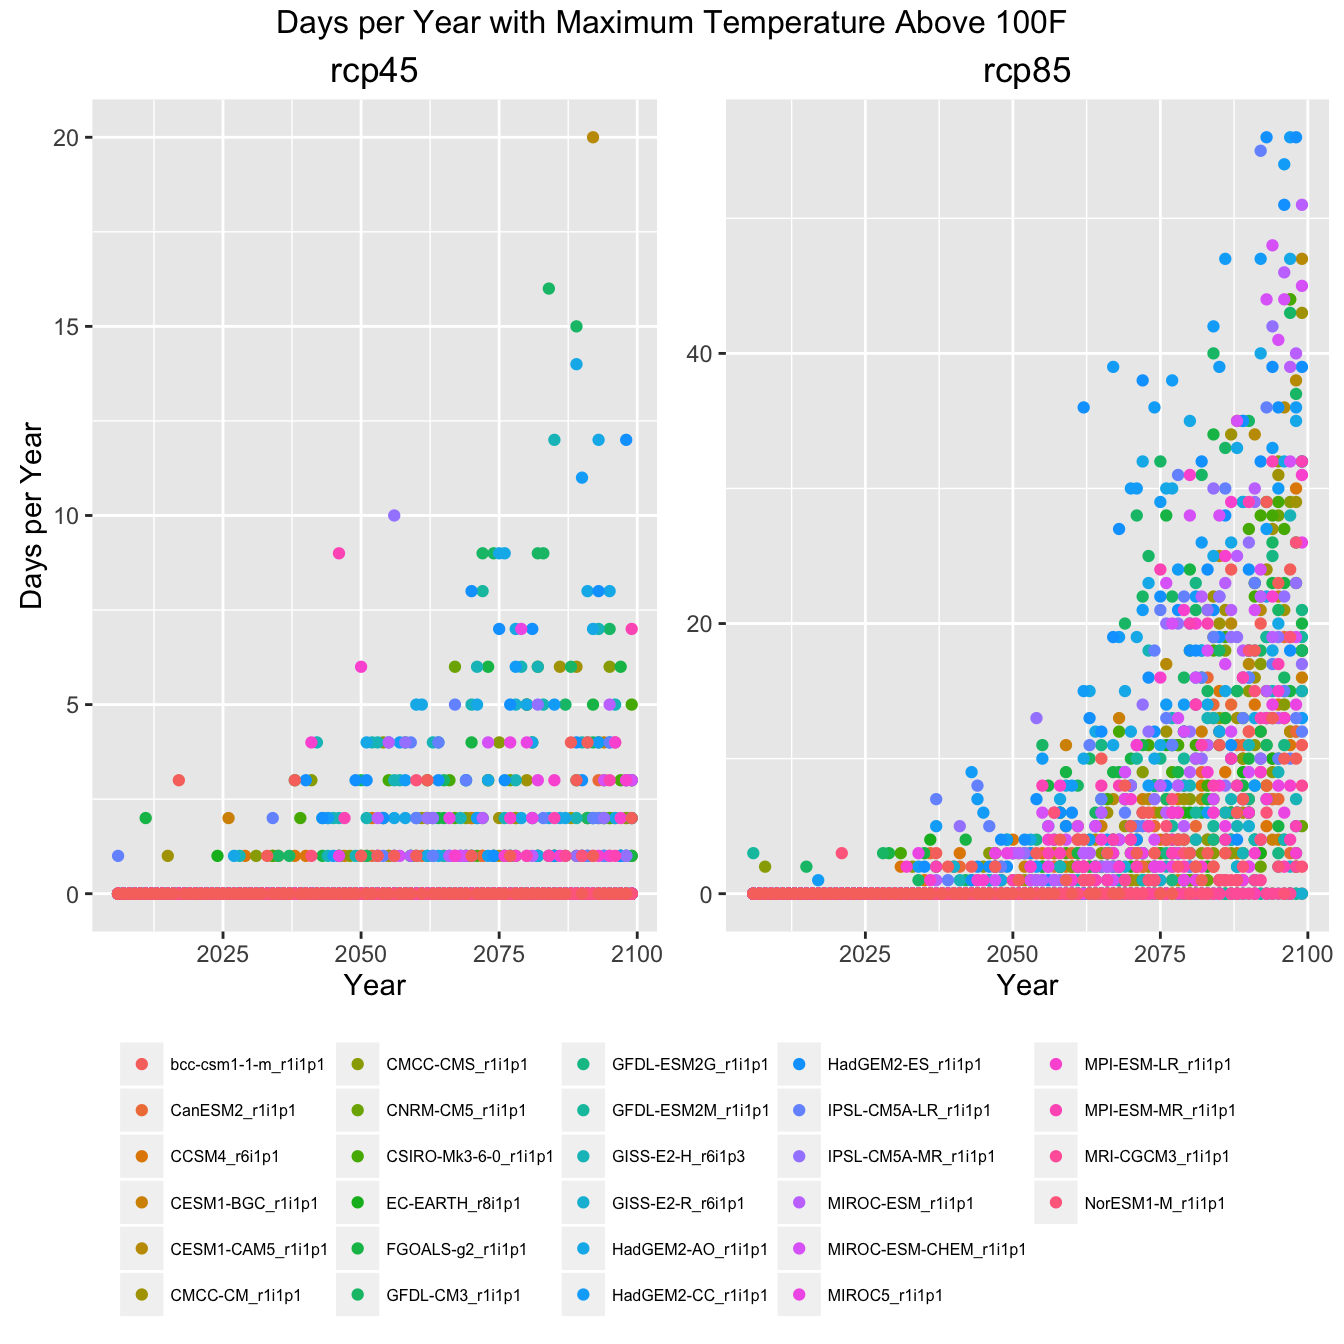 Days per Year with Maximum Temperature Above 100F
rcp45
rcp85
Days per Year
20
15
10
5
0
2025 2050 2075 2100
Year
40
20
0
2025 2050 2075 2100
Year
bcc-csm1-1-m_r1i1p1
CanESM2_r1i1p1
CCSM4_r6i1p1
CESM1-BGC_r1i1p1
CESM1-CAM5_r1i1p1
CMCC-CM_r1i1p1
CMCC-CMS_r1i1p1
CNRM-CM5_r1i1p1
CSIRO-Mk3-6-0_r1i1p1
EC-EARTH_r8i1p1
FGOALS-g2_r1i1p1
GFDL-CM3_r1i1p1
GFDL-ESM2G_r1i1p1
GFDL-ESM2M_r1i1p1
GISS-E2-H_r6i1p3
GISS-E2-R_r6i1p1
HadGEM2-AO_r1i1p1
HadGEM2-CC_r1i1p1
HadGEM2-ES_r1i1p1
IPSL-CM5A-LR_r1i1p1
IPSL-CM5A-MR_r1i1p1
MIROC-ESM_r1i1p1
MIROC-ESM-CHEM_r1i1p1
MIROC5_r1i1p1
MPI-ESM-LR_r1i1p1
MPI-ESM-MR_r1i1p1
MRI-CGCM3_r1i1p1
NorESM1-M_r1i1p1